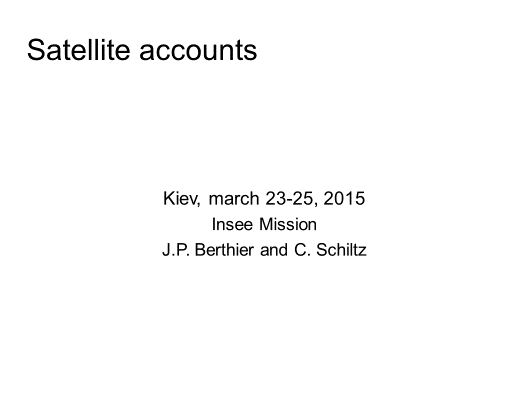 Satellite accounts
Kiev, march 23-25, 2015
Insee Mission
J.P. Berthier and C. Schiltz